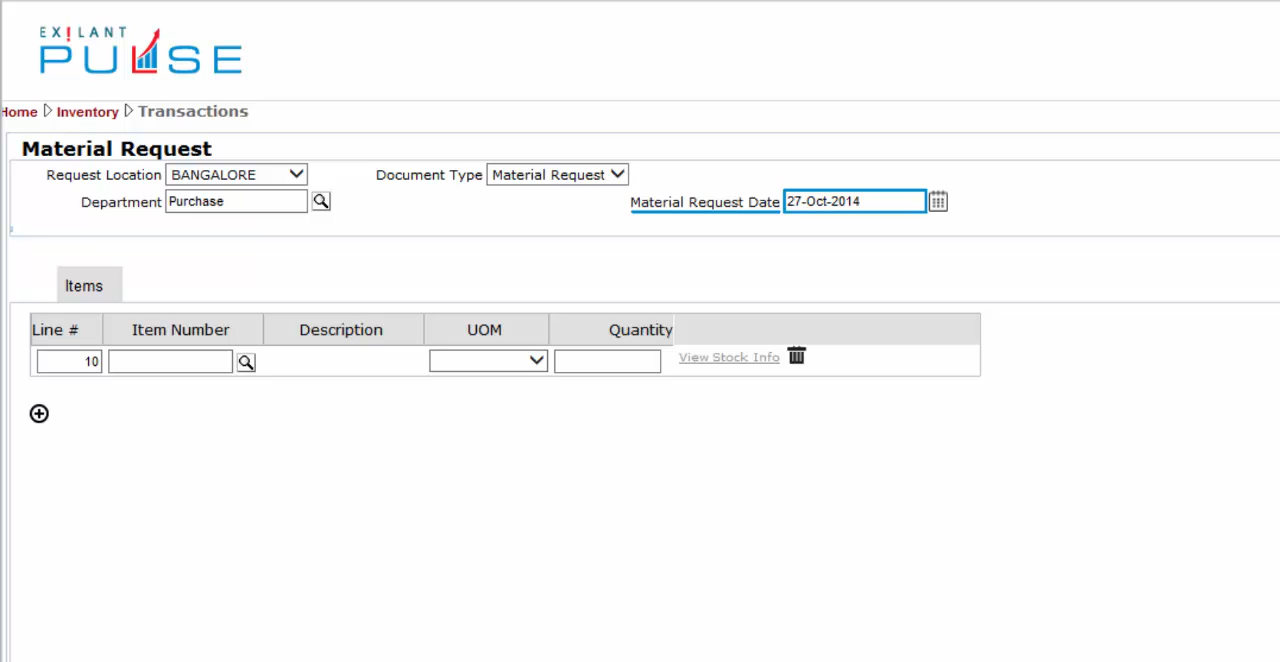 EX!LANT
PULSE
Home Inventory Transactions
Material Request
Request Location BANGALORE Document Type Material Request
Department Purchase Material Request Date 27-Oct-2014
Items
Line # Item Number Description UOM Quantity
10 View Stock Info